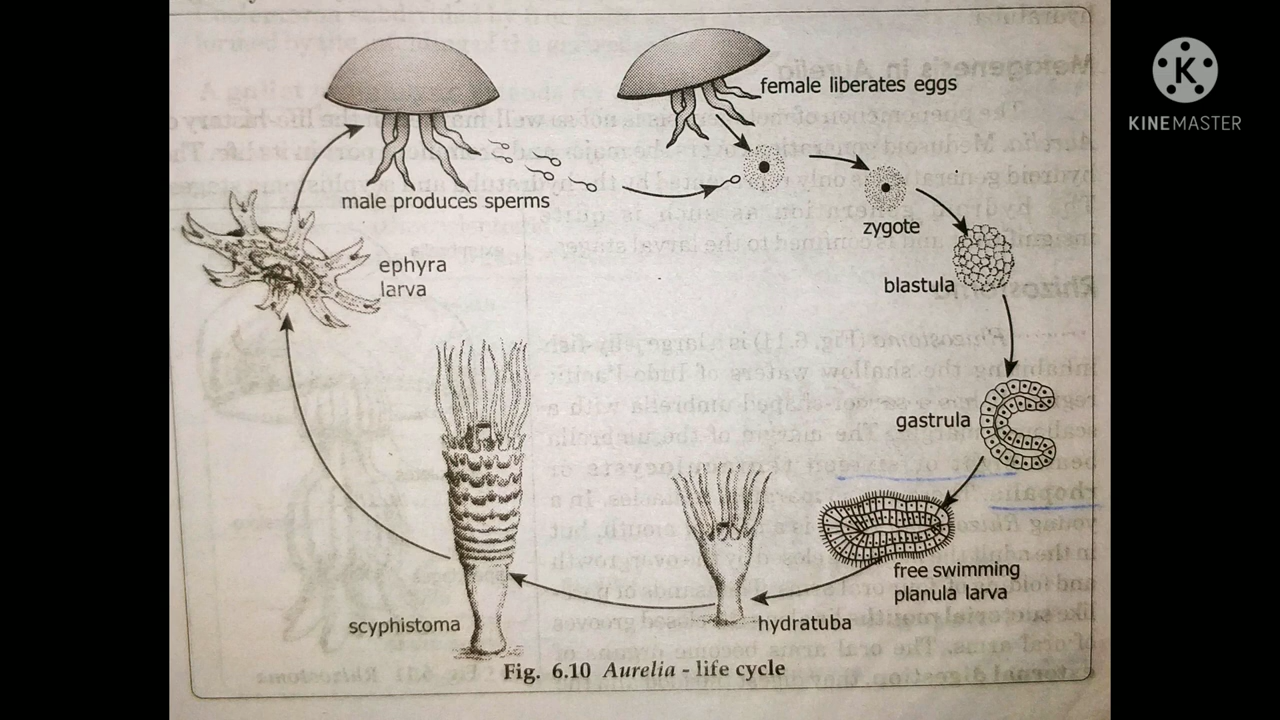 KINEMASTER
female liberates eggs
male produces sperms
zygote
ephyra
larva
blastula
gastrula
free swimming
planula larva
hydratuba
scyphistoma
Fig. 6.10 Aurelia - life cycle